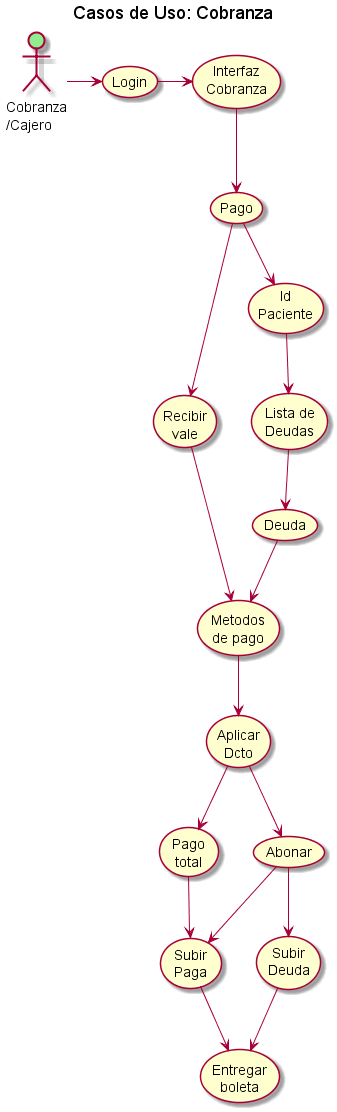 Casos de Uso: Cobranza
Cobranza
/Cajero
Login
Interfaz
Cobranza
Pago
Id
Paciente
Recibir
vale
Lista de
Deudas
Deuda
Metodos
de pago
Aplicar
Dcto
Pago
total
Abonar
Subir
Paga
Subir
Deuda
Entregar
boleta